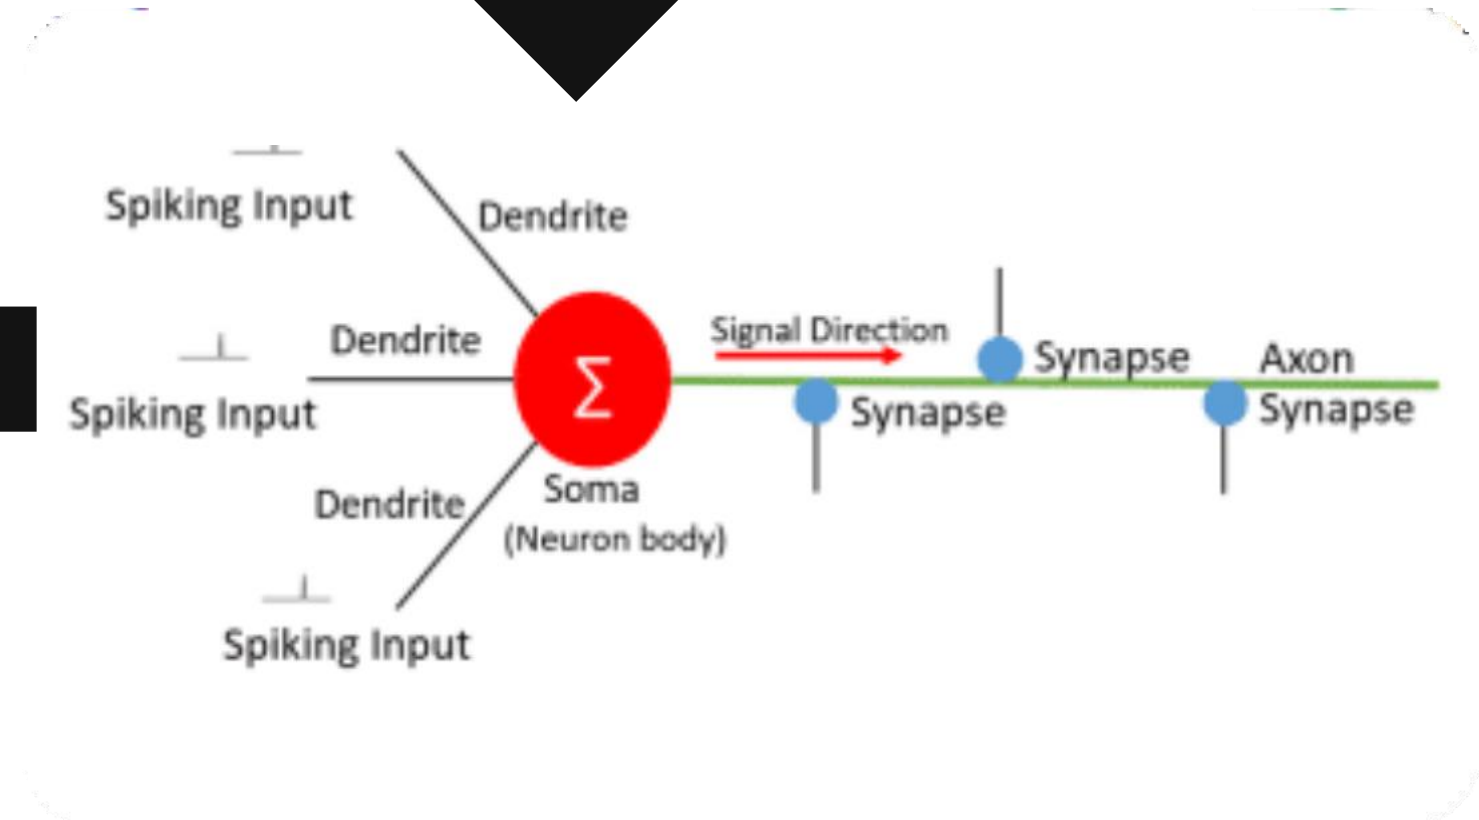 Spiking Input
Dendrite
Dendrite
Signal Direction
Synapse
Axon
Spiking Input
Σ
Synapse
Synapse
Dendrite
Soma
(Neuron body)
Spiking Input